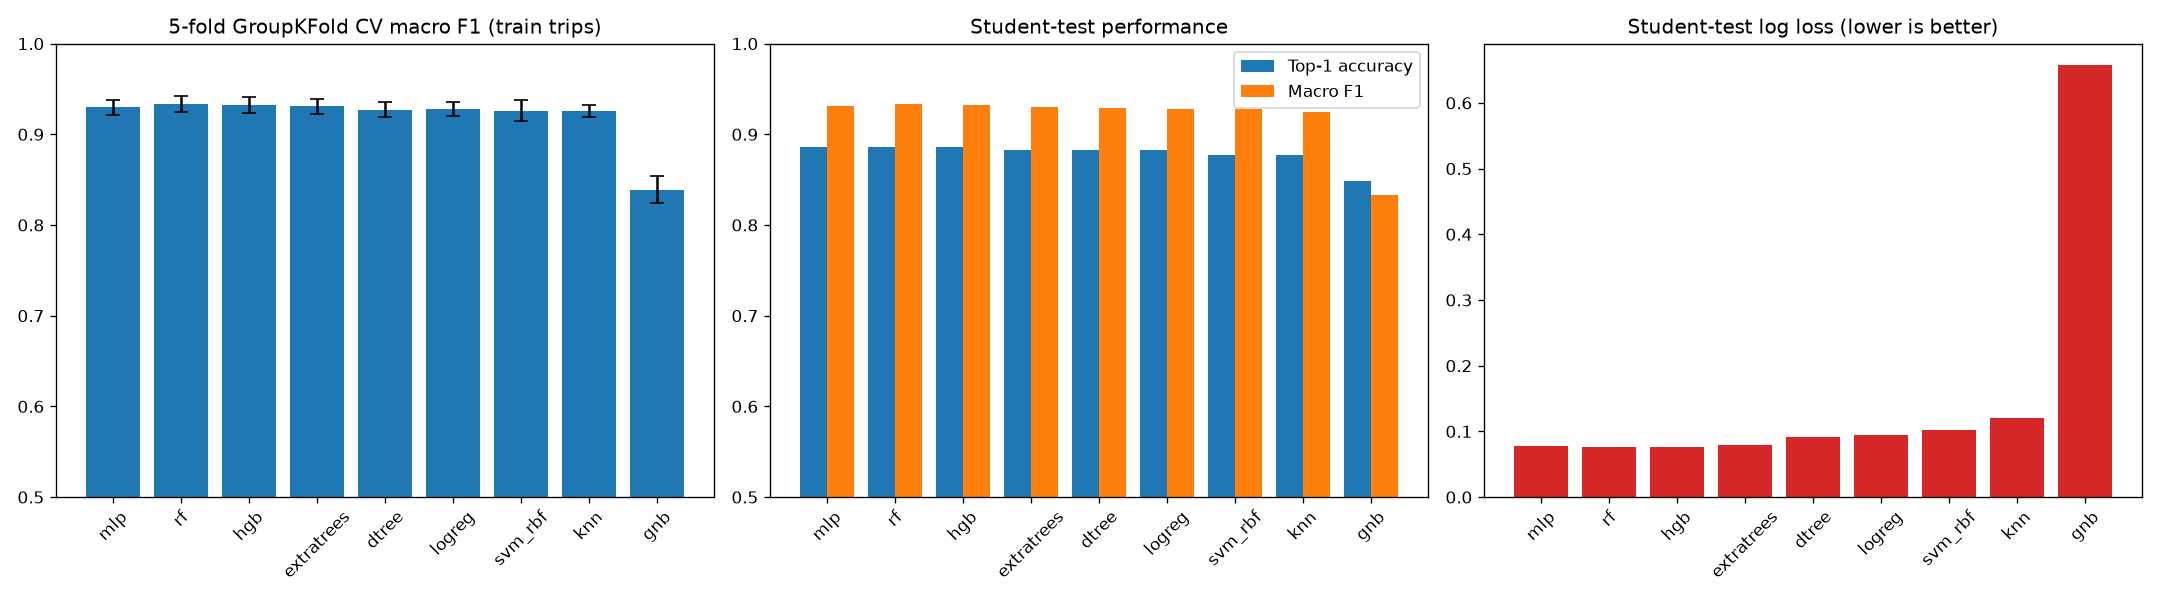 5-fold GroupKFold CV macro F1 (train trips)
1.0
0.9
0.8
0.7
0.6
0.5
mlp
rf
hgb
extratrees
dtree
logreg
svm_rbf
knn
gnb
Student-test performance
Top-1 accuracy
Macro F1
1.0
0.9
0.8
0.7
0.6
0.5
mlp
rf
hgb
extratrees
dtree
logreg
svm_rbf
knn
gnb
Student-test log loss (lower is better)
0.6
0.5
0.4
0.3
0.2
0.1
0.0
mlp
rf
hgb
extratrees
dtree
logreg
svm_rbf
knn
gnb